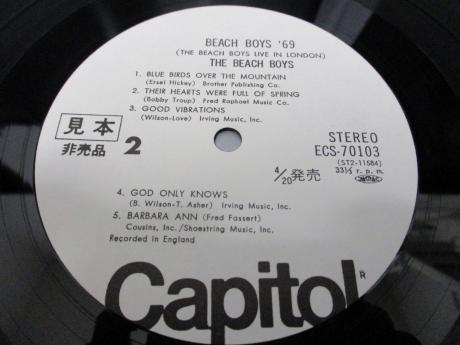 BEACH BOYS '69
(THE BEACH BOYS LIVE IN LONDON)
THE BEACH BOYS
1. BLUE BIRDS OVER THE MOUNTAIN
(Ersel Hickey) Brother Publishing Co.
2. THEIR HEARTS WERE FULL OF SPRING
(Bobby Troup) Fred Raphael Music Co.
3. GOOD VIBRATIONS
(Wilson-Love) Irving Music, Inc.
見本
非売品
2
STEREO
ECS-70103
(ST2-11584)
4/20発売
33⅓ r. p. m.
4. GOD ONLY KNOWS
(B. Wilson-T. Asher) Irving Music, Inc.
5. BARBARA ANN (Fred Fassert)
Cousins, Inc./Shoestring Music, Inc.
Recorded in England
Capitol R